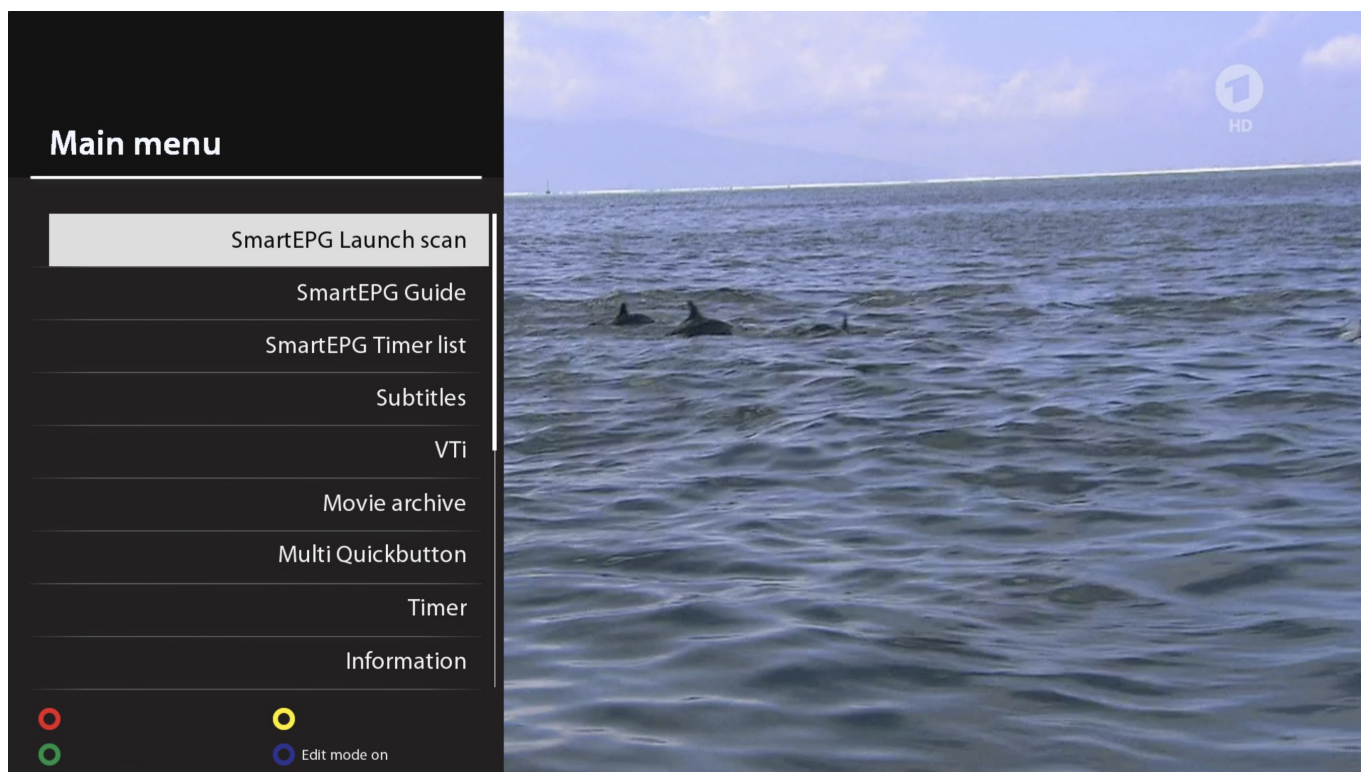 Main menu
SmartEPG Launch scan
SmartEPG Guide
SmartEPG Timer list
Subtitles
VTi
Movie archive
Multi Quickbutton
Timer
Information
Edit mode on
1
HD